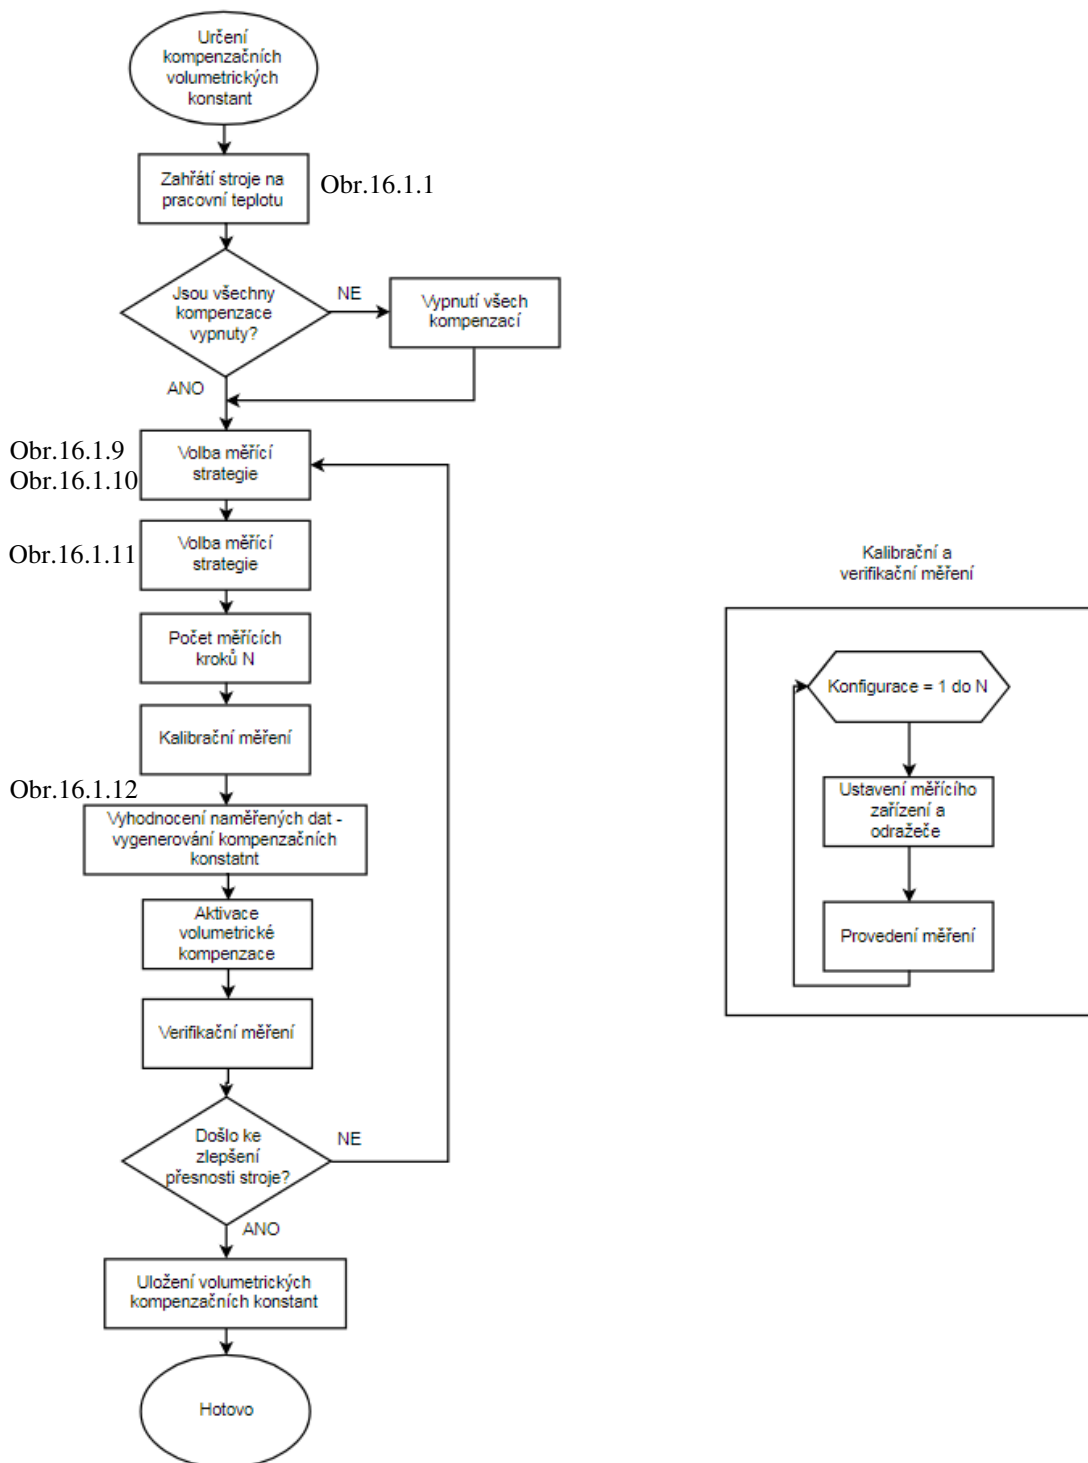 Určení
kompenzačních
volumetrických
konstant
Zahřátí stroje na
pracovní teplotu
Obr.16.1.1
Jsou všechny
kompenzace
vypnuty?
NE
Vypnutí všech
kompenzací
ANO
Obr.16.1.9
Obr.16.1.10
Volba měřící
strategie
Obr.16.1.11
Volba měřící
strategie
Počet měřících
kroků N
Kalibrační měření
Obr.16.1.12
Vyhodnocení naměřených dat -
vygenerování kompenzačních
konstatnt
Aktivace
volumetrické
kompenzace
Verifikační měření
Došlo ke
zlepšení
přesnosti stroje?
NE
ANO
Uložení volumetrických
kompenzačních konstant
Hotovo
Kalibrační a
verifikační měření
Konfigurace = 1 do N
Ustavení měřícího
zařízení a
odražeče
Provedení měření